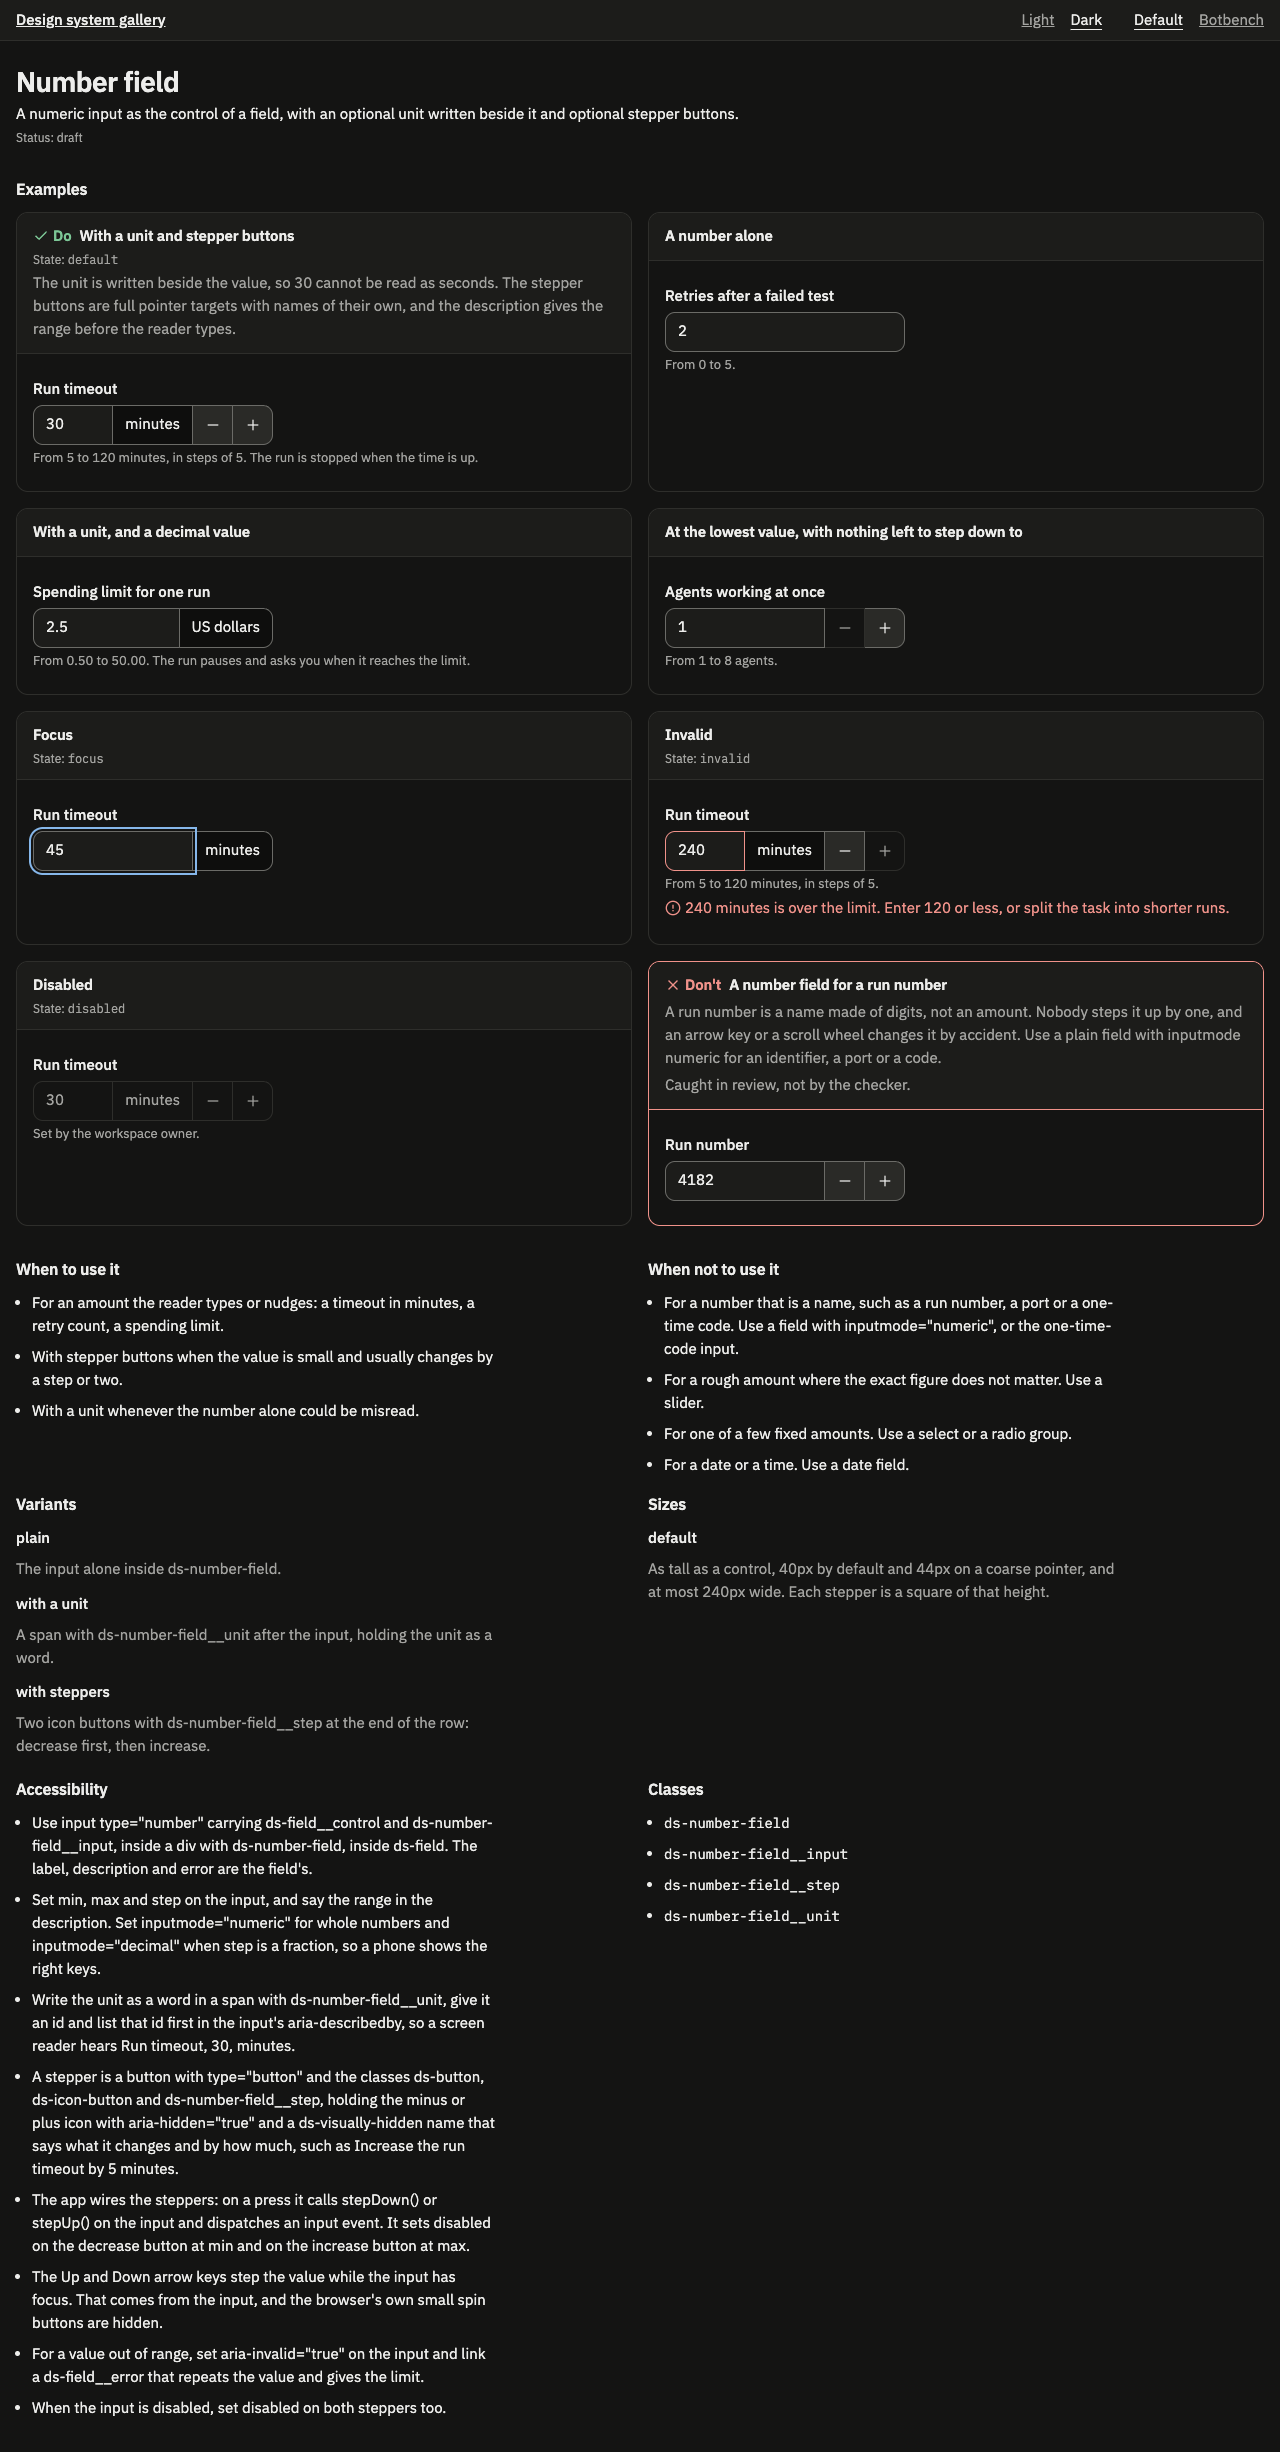 Design system gallery
Light Dark Default Botbench
Number field
A numeric input as the control of a field, with an optional unit written beside it and optional stepper buttons.
Status: draft
Examples
Do With a unit and stepper buttons
State: default
The unit is written beside the value, so 30 cannot be read as seconds. The stepper
buttons are full pointer targets with names of their own, and the description gives the
range before the reader types.
Run timeout
30 minutes − +
From 5 to 120 minutes, in steps of 5. The run is stopped when the time is up.
A number alone
Retries after a failed test
2
From 0 to 5.
With a unit, and a decimal value
Spending limit for one run
2.5 US dollars
From 0.50 to 50.00. The run pauses and asks you when it reaches the limit.
At the lowest value, with nothing left to step down to
Agents working at once
1 − +
From 1 to 8 agents.
Focus
State: focus
Run timeout
45 minutes
Invalid
State: invalid
Run timeout
240 minutes − +
From 5 to 120 minutes, in steps of 5.
240 minutes is over the limit. Enter 120 or less, or split the task into shorter runs.
Disabled
State: disabled
Run timeout
30 minutes − +
Set by the workspace owner.
Don't A number field for a run number
A run number is a name made of digits, not an amount. Nobody steps it up by one, and
an arrow key or a scroll wheel changes it by accident. Use a plain field with inputmode
numeric for an identifier, a port or a code.
Caught in review, not by the checker.
Run number
4182 − +
When to use it
• For an amount the reader types or nudges: a timeout in minutes, a
retry count, a spending limit.
• With stepper buttons when the value is small and usually changes by
a step or two.
• With a unit whenever the number alone could be misread.
When not to use it
• For a number that is a name, such as a run number, a port or a one-
time code. Use a field with inputmode="numeric", or the one-time-
code input.
• For a rough amount where the exact figure does not matter. Use a
slider.
• For one of a few fixed amounts. Use a select or a radio group.
• For a date or a time. Use a date field.
Variants
plain
The input alone inside ds-number-field.
with a unit
A span with ds-number-field__unit after the input, holding the unit as a
word.
with steppers
Two icon buttons with ds-number-field__step at the end of the row:
decrease first, then increase.
Sizes
default
As tall as a control, 40px by default and 44px on a coarse pointer, and
at most 240px wide. Each stepper is a square of that height.
Accessibility
• Use input type="number" carrying ds-field__control and ds-number-
field__input, inside a div with ds-number-field, inside ds-field. The
label, description and error are the field's.
• Set min, max and step on the input, and say the range in the
description. Set inputmode="numeric" for whole numbers and
inputmode="decimal" when step is a fraction, so a phone shows the
right keys.
• Write the unit as a word in a span with ds-number-field__unit, give it
an id and list that id first in the input's aria-describedby, so a screen
reader hears Run timeout, 30, minutes.
• A stepper is a button with type="button" and the classes ds-button,
ds-icon-button and ds-number-field__step, holding the minus or
plus icon with aria-hidden="true" and a ds-visually-hidden name that
says what it changes and by how much, such as Increase the run
timeout by 5 minutes.
• The app wires the steppers: on a press it calls stepDown() or
stepUp() on the input and dispatches an input event. It sets disabled
on the decrease button at min and on the increase button at max.
• The Up and Down arrow keys step the value while the input has
focus. That comes from the input, and the browser's own small spin
buttons are hidden.
• For a value out of range, set aria-invalid="true" on the input and link
a ds-field__error that repeats the value and gives the limit.
• When the input is disabled, set disabled on both steppers too.
Classes
• ds-number-field
• ds-number-field__input
• ds-number-field__step
• ds-number-field__unit